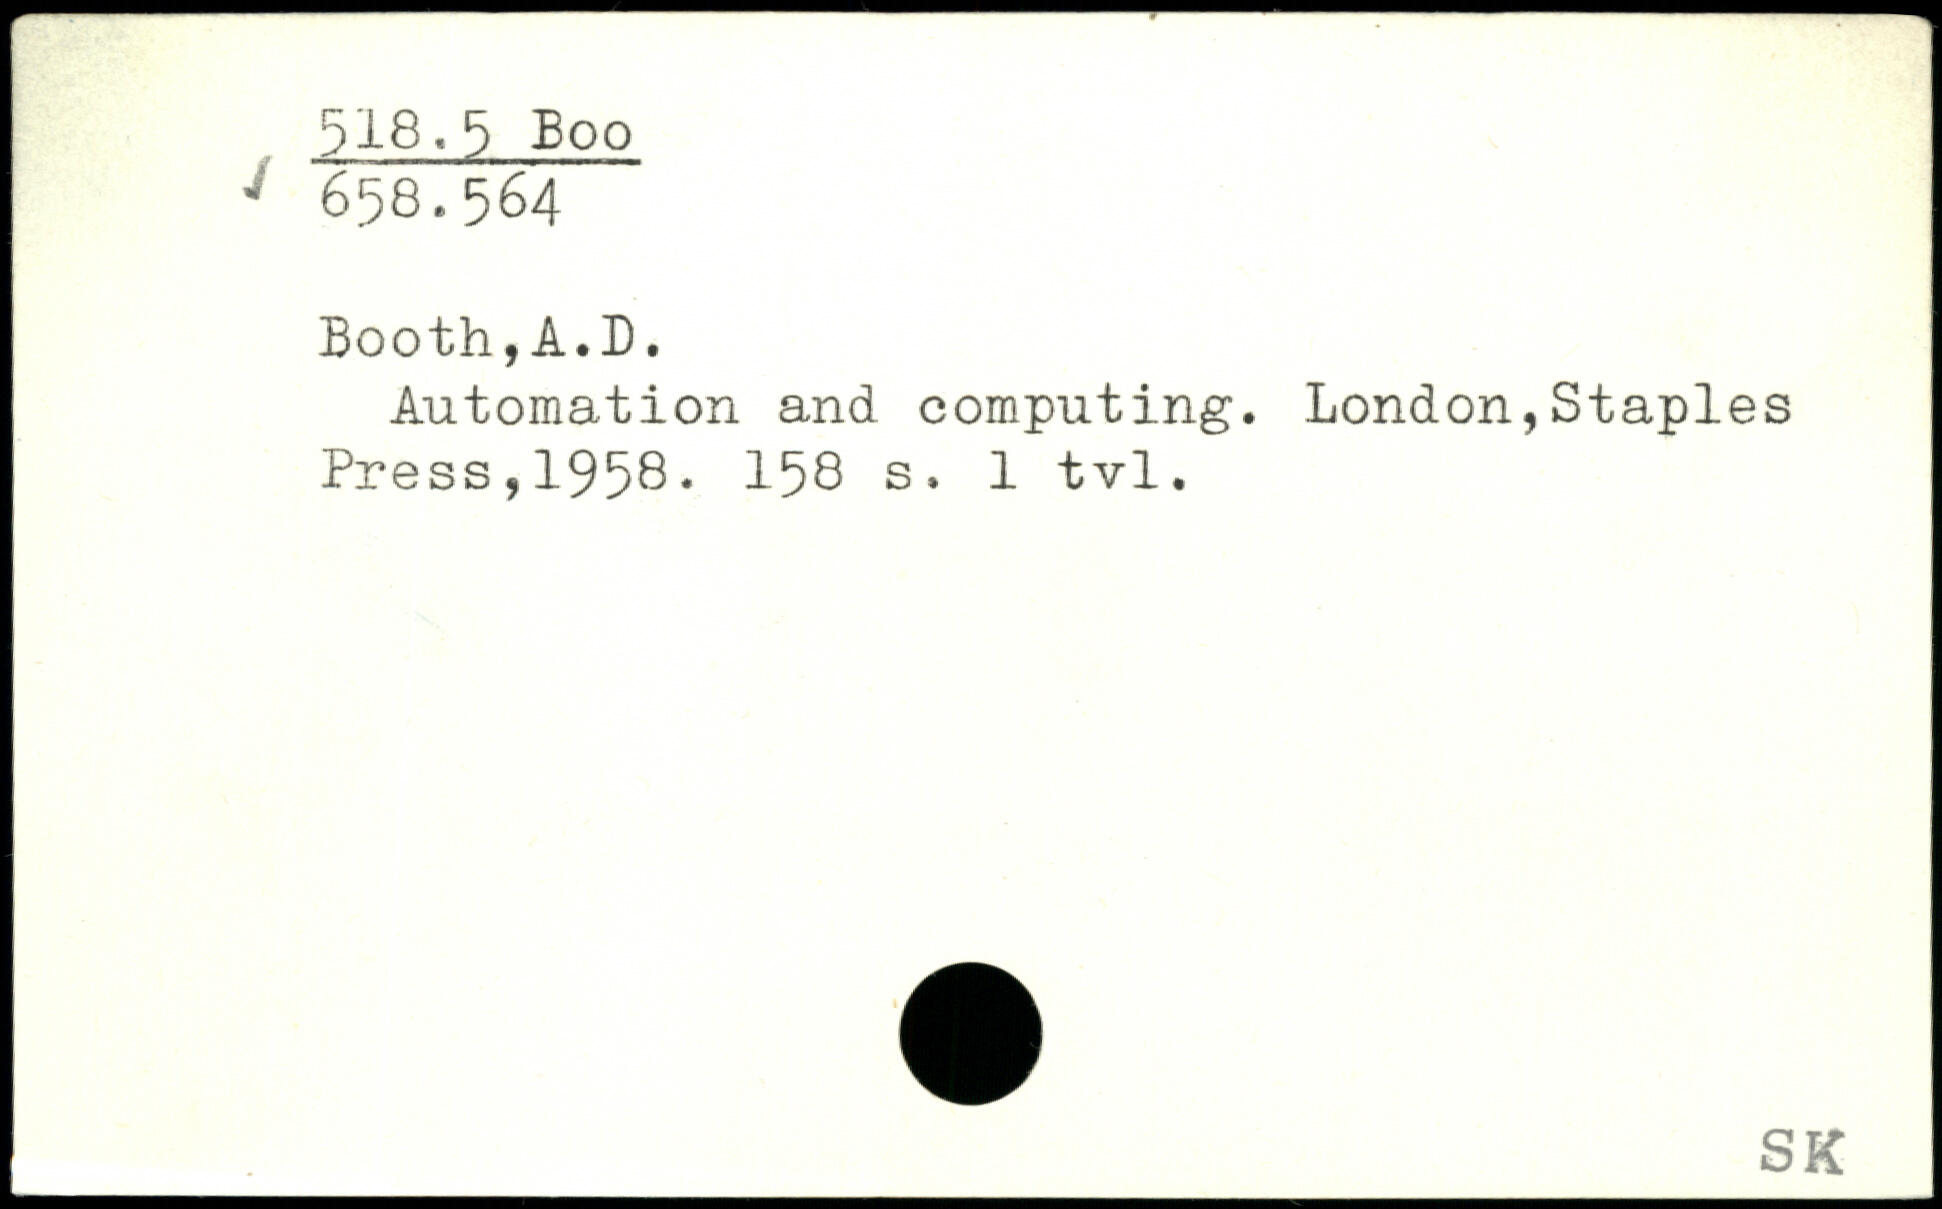 518.5 Boo
658.564
Booth,A.D.
Automation and computing. London,Staples
Press,1958. 158 s. 1 tvl.
SK